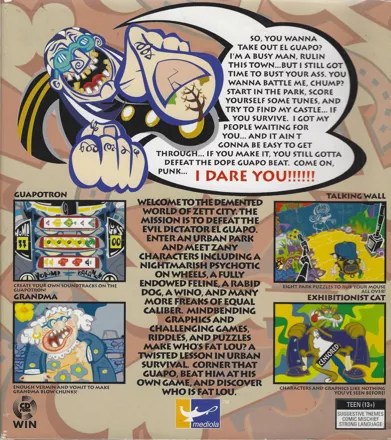 SO, YOU WANNA
TAKE OUT EL GUAPO?
I'M A BUSY MAN, RULIN
THIS TOWN...BUT I STILL GOT
TIME TO BUST YOUR ASS. YOU
WANNA BATTLE ME, CHUMP?
START IN THE PARK, SCORE
YOURSELF SOME TUNES, AND
TRY TO FIND MY CASTLE... IF
YOU SURVIVE. I GOT MY
PEOPLE WAITING FOR
YOU... AND IT AIN T
GONNA BE EASY TO GET
THROUGH... IF YOU MAKE IT, YOU STILL GOTTA
DEFEAT THE DOPE GUAPO BEAT. COME ON,
PUNK... I DARE YOU!!!!!!
GUAPOTRON
CREATE YOUR OWN SOUNDTRACKS ON THE
GUAPOTRON
GRANDMA
ENOUGH VERMIN AND VOMIT TO MAKE
GRANDMA BLOW CHUNKS!
WELCOME TO THE DEMENTED
WORLD OF ZETT CITY. THE
MISSION IS TO DEFEAT THE
EVIL DICTATOR EL GUAPO.
ENTER AN URBAN PARK
AND MEET ZANY
CHARACTERS INCLUDING A
NIGHTMARISH PSYCHOTIC
ON WHEELS, A FULLY
ENDOWED FELINE, A RABID
DOG, A WINO, AND MANY
MORE FREAKS OF EQUAL
CALIBER. MINDBENDING
GRAPHICS AND
CHALLENGING GAMES,
RIDDLES, AND PUZZLES
MAKE WHO'S FAT LOU? A
TWISTED LESSON IN URBAN
SURVIVAL. CORNER THAT
GUAPO, BEAT HIM AT HIS
OWN GAME, AND DISCOVER
WHO IS FAT LOU.
TALKING WALL
EIGHT PARK PUZZLES TO RUB YOUR MOUSE
ALL OVER!
EXHIBITIONIST CAT
CENSORED
CHARACTERS AND GRAPHICS LIKE NOTHING
YOU'VE SEEN BEFORE!
CD
WIN
mediola
TEEN (13+)
SUGGESTIVE THEMES
COMIC MISCHIEF
STRONG LANGUAGE